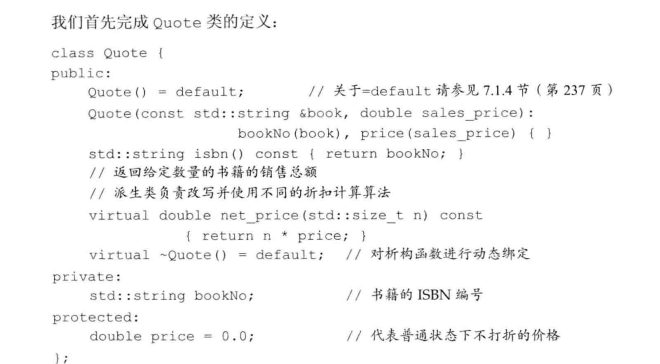 我们首先完成 Quote 类的定义：
class Quote {
public:
    Quote() = default;        // 关于=default 请参见 7.1.4 节（第 237 页）
    Quote(const std::string &book, double sales_price):
                    bookNo(book), price(sales_price) { }
    std::string isbn() const { return bookNo; }
    // 返回给定数量的书籍的销售总额
    // 派生类负责改写并使用不同的折扣计算算法
    virtual double net_price(std::size_t n) const
               { return n * price; }
    virtual ~Quote() = default;   // 对析构函数进行动态绑定
private:
    std::string bookNo;           // 书籍的 ISBN 编号
protected:
    double price = 0.0;           // 代表普通状态下不打折的价格
};